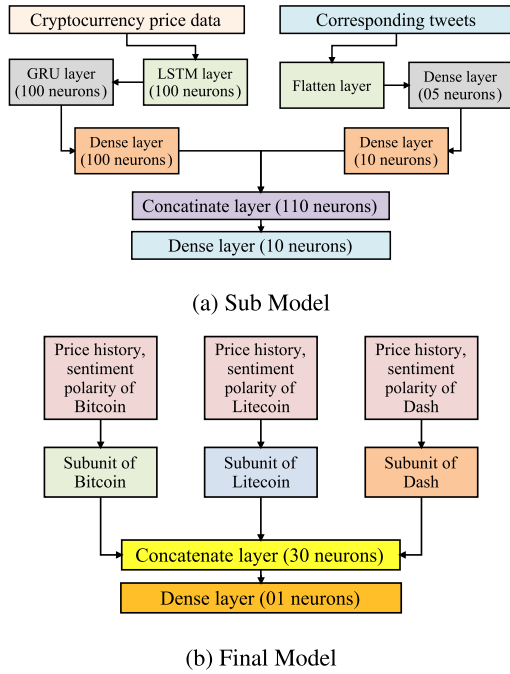 Cryptocurrency price data
Corresponding tweets
GRU layer
(100 neurons)
LSTM layer
(100 neurons)
Flatten layer
Dense layer
(05 neurons)
Dense layer
(100 neurons)
Dense layer
(10 neurons)
Concatinate layer (110 neurons)
Dense layer (10 neurons)
(a) Sub Model
Price history,
sentiment
polarity of
Bitcoin
Price history,
sentiment
polarity of
Litecoin
Price history,
sentiment
polarity of
Dash
Subunit of
Bitcoin
Subunit of
Litecoin
Subunit of
Dash
Concatenate layer (30 neurons)
Dense layer (01 neurons)
(b) Final Model